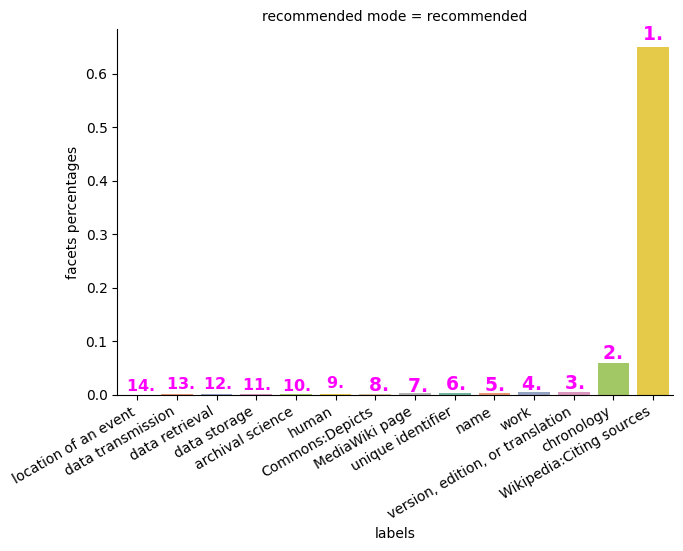 recommended mode = recommended
1.
0.6
0.5
0.4
0.3
0.2
0.1
0.0
facets percentages
14. 13. 12. 11. 10. 9. 8. 7. 6. 5. 4. 3. 2.
location of an event
data transmission
data retrieval
data storage
archival science
human
Commons:Depicts
MediaWiki page
unique identifier
name
work
version, edition, or translation
chronology
Wikipedia:Citing sources
labels